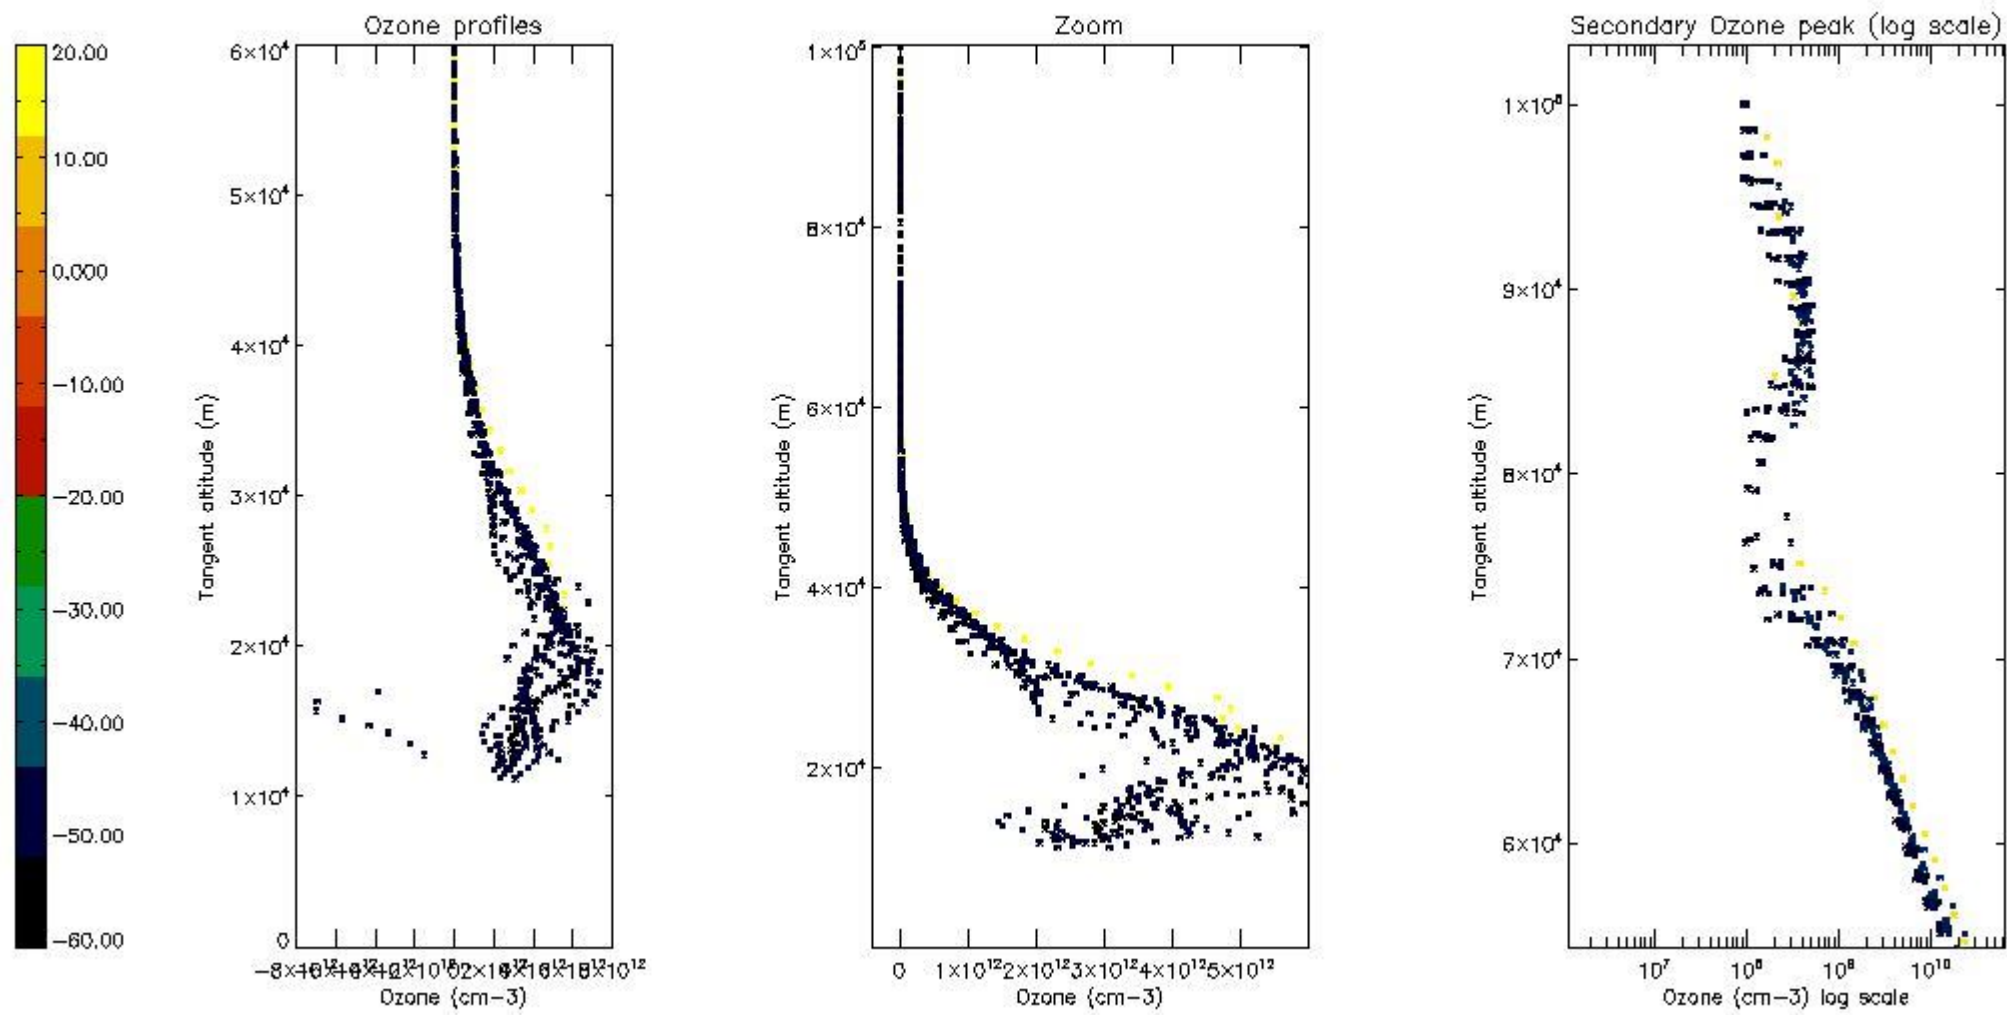 Ozone profiles
Zoom
Secondary Ozone peak (log scale)
20.00
10.00
0.000
−10.00
−20.00
−30.00
−40.00
−50.00
−60.00
Tangent altitude (m)
6×10⁴
5×10⁴
4×10⁴
3×10⁴
2×10⁴
1×10⁴
0
Ozone (cm−3)
Tangent altitude (m)
1×10⁵
8×10⁴
6×10⁴
4×10⁴
2×10⁴
0 1×10¹² 2×10¹² 3×10¹² 4×10¹² 5×10¹²
Ozone (cm−3)
Tangent altitude (m)
1×10⁵
9×10⁴
8×10⁴
7×10⁴
6×10⁴
10⁷ 10⁸ 10⁹ 10¹⁰
Ozone (cm−3) log scale